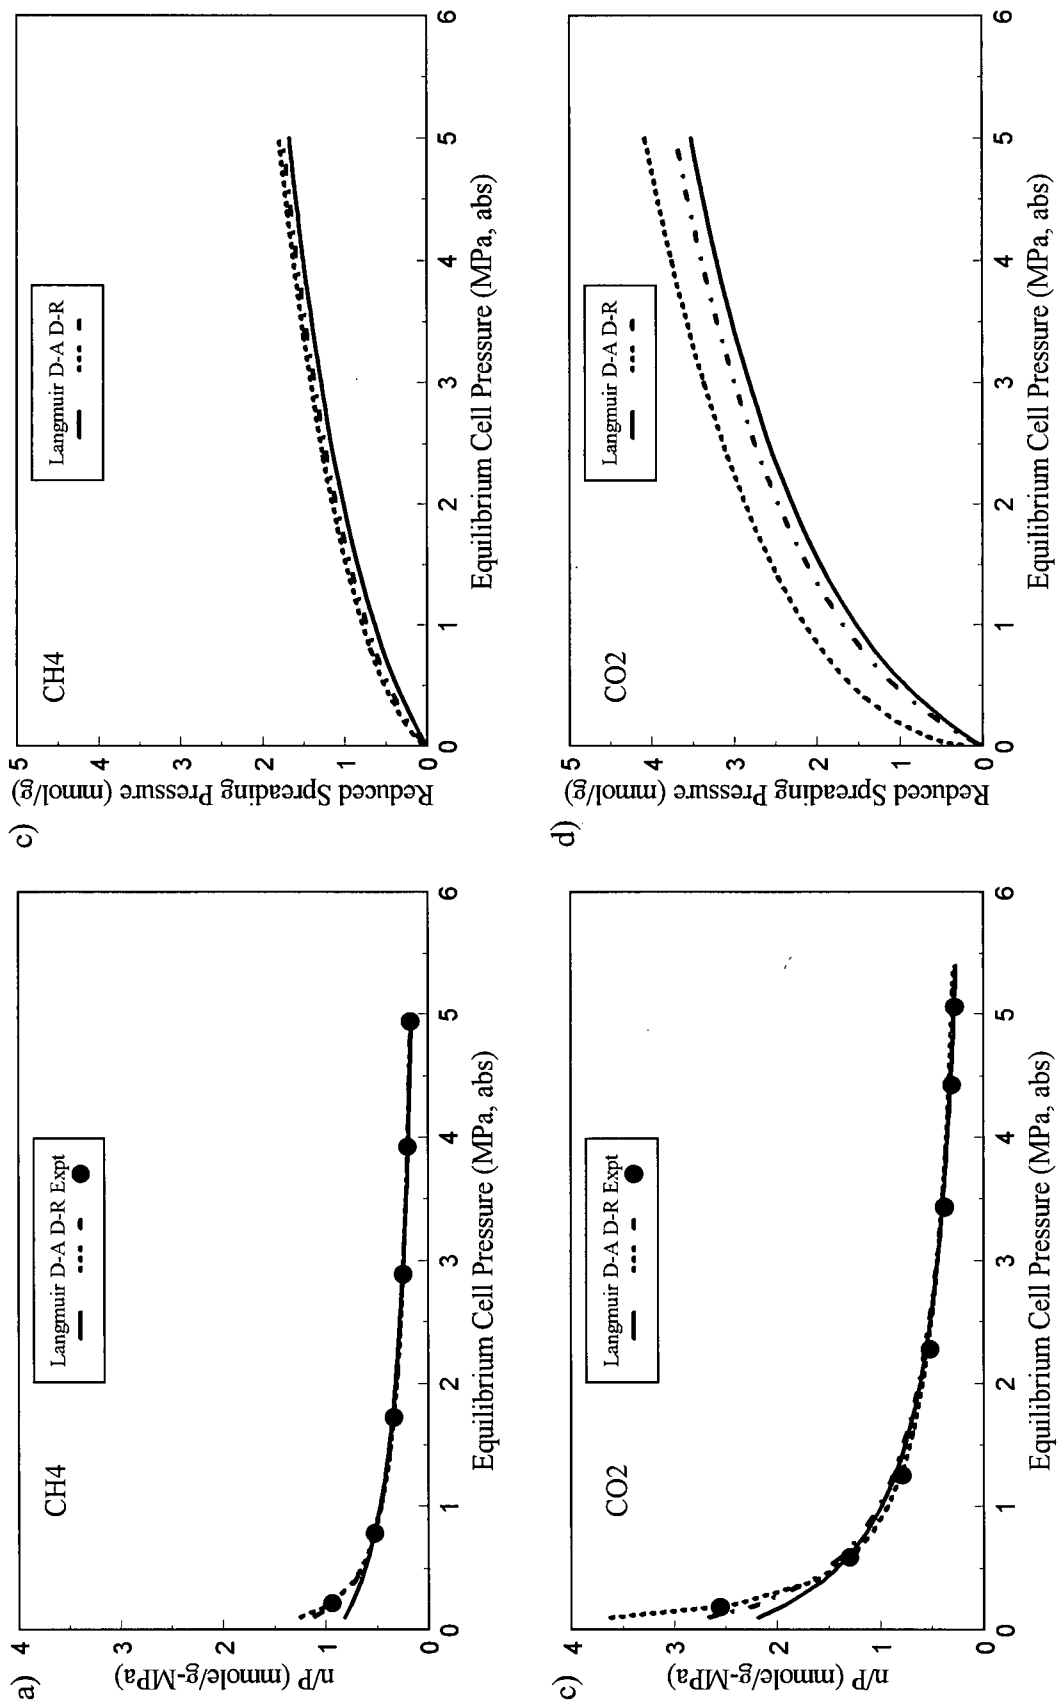 a)
n/P (mmole/g-MPa)
4
3
2
1
0
CH4
Langmuir D-A D-R Expt
0 1 2 3 4 5 6
Equilibrium Cell Pressure (MPa, abs)
c)
Reduced Spreading Pressure (mmol/g)
5
4
3
2
1
0
CH4
Langmuir D-A D-R
0 1 2 3 4 5 6
Equilibrium Cell Pressure (MPa, abs)
c)
n/P (mmole/g-MPa)
4
3
2
1
0
CO2
Langmuir D-A D-R Expt
0 1 2 3 4 5 6
Equilibrium Cell Pressure (MPa, abs)
d)
Reduced Spreading Pressure (mmol/g)
5
4
3
2
1
0
CO2
Langmuir D-A D-R
0 1 2 3 4 5 6
Equilibrium Cell Pressure (MPa, abs)